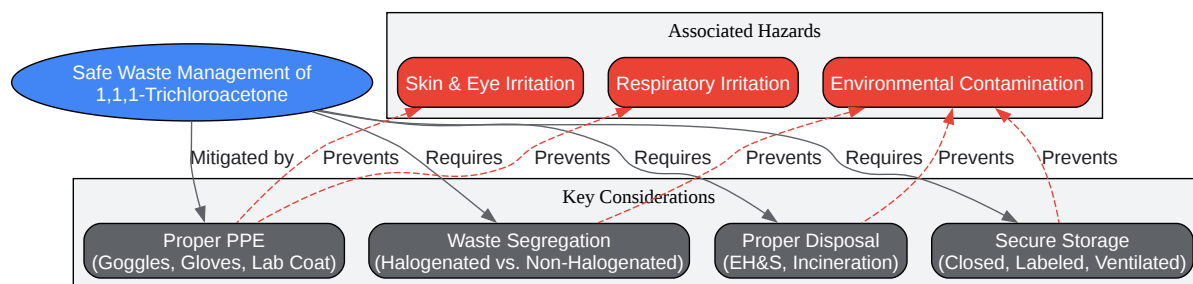 Associated Hazards
Safe Waste Management of
1,1,1-Trichloroacetone
Skin & Eye Irritation
Respiratory Irritation
Environmental Contamination
Mitigated by
Prevents
Requires
Prevents
Requires
Prevents
Requires
Prevents
Prevents
Key Considerations
Proper PPE
(Goggles, Gloves, Lab Coat)
Waste Segregation
(Halogenated vs. Non-Halogenated)
Proper Disposal
(EH&S, Incineration)
Secure Storage
(Closed, Labeled, Ventilated)